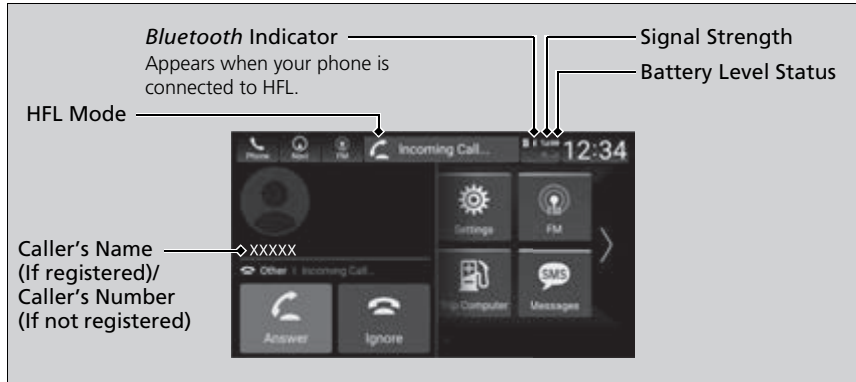 Bluetooth Indicator
Appears when your phone is
connected to HFL.
Signal Strength
Battery Level Status
HFL Mode
Phone
Navi
FM
Incoming Call...
12:34
Caller's Name
(If registered)/
Caller's Number
(If not registered)
XXXXX
Other
Incoming Call...
Answer
Ignore
Settings
FM
Trip Computer
SMS
Messages